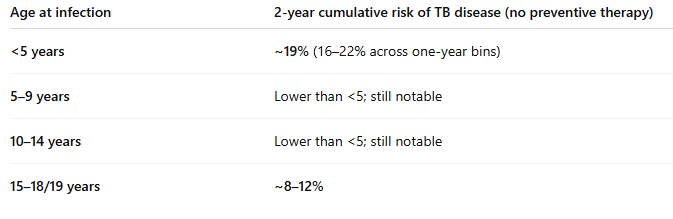 Age at infection 2-year cumulative risk of TB disease (no preventive therapy)
<5 years ~19% (16–22% across one-year bins)
5–9 years Lower than <5; still notable
10–14 years Lower than <5; still notable
15–18/19 years ~8–12%